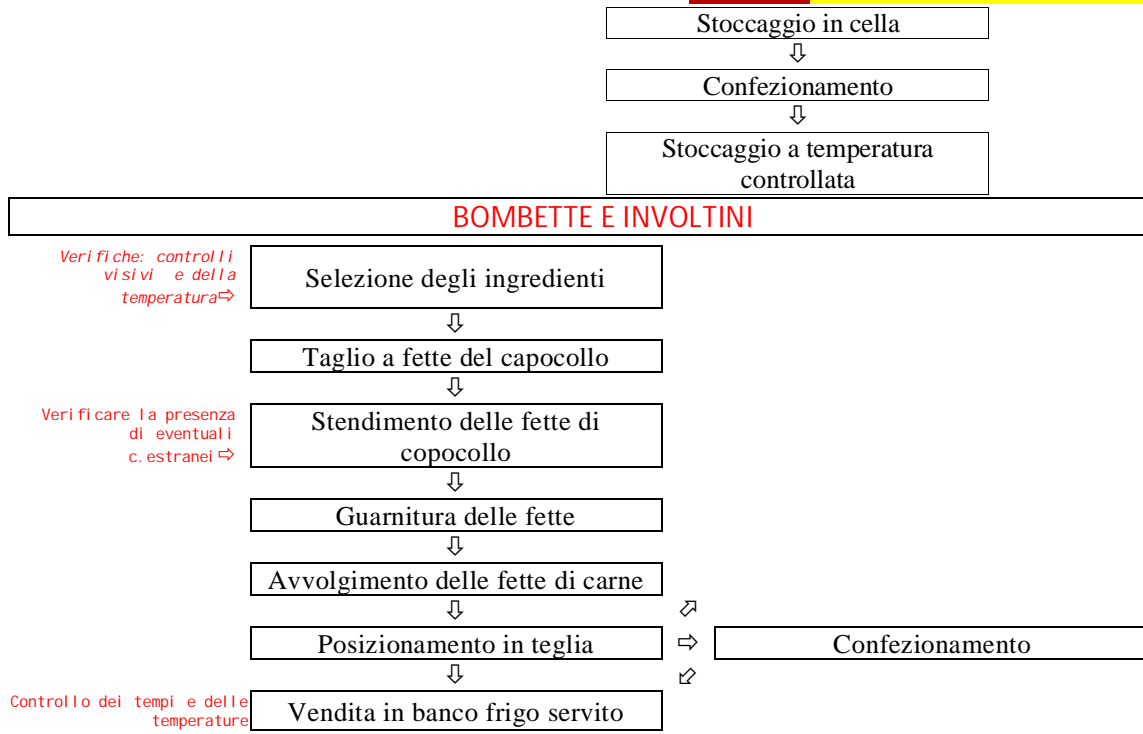 Stoccaggio in cella
⇩
Confezionamento
⇩
Stoccaggio a temperatura
controllata
BOMBETTE E INVOLTINI
Verifiche: controlli
visivi e della
temperatura⇨
Selezione degli ingredienti
⇩
Taglio a fette del capocollo
⇩
Verificare la presenza
di eventuali
c.estranei⇨
Stendimento delle fette di
copocollo
⇩
Guarnitura delle fette
⇩
Avvolgimento delle fette di carne
⇩ ⬀
Posizionamento in teglia ⇨ Confezionamento
⇩ ⬃
Controllo dei tempi e delle
temperature
Vendita in banco frigo servito